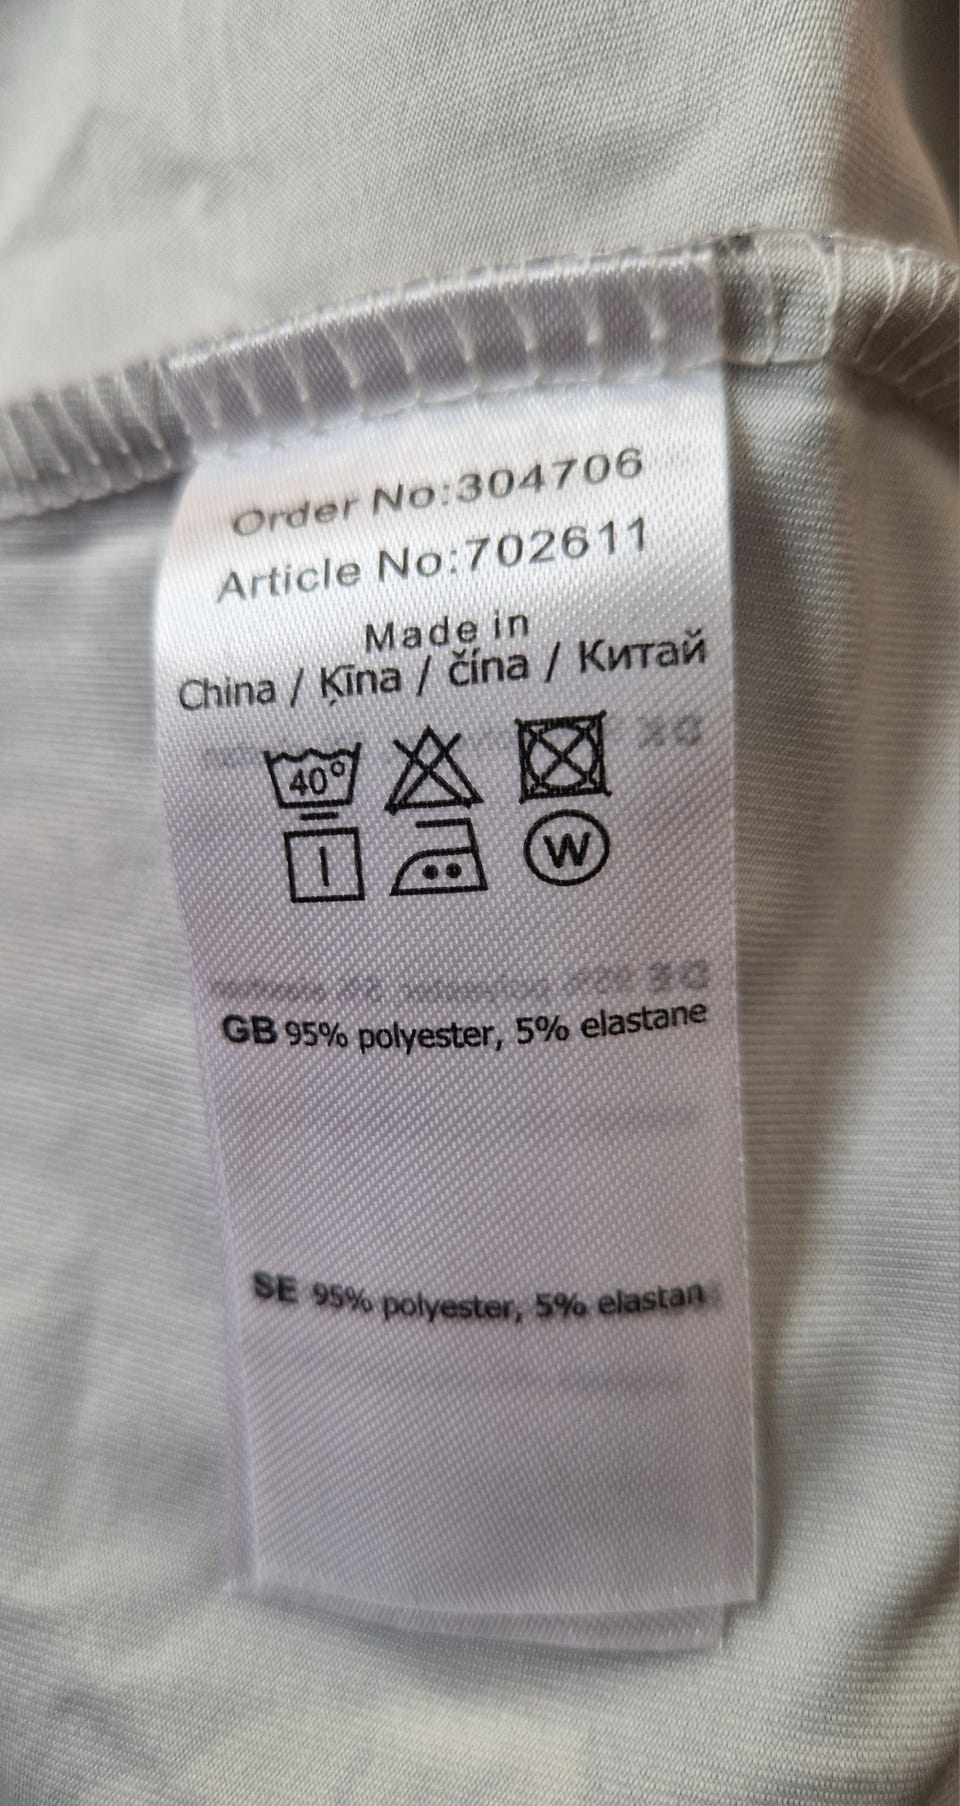 Order No:304706
Article No:702611
Made in
China / Ķīna / čína / Китай
40°
W
GB 95% polyester, 5% elastane
SE 95% polyester, 5% elastan